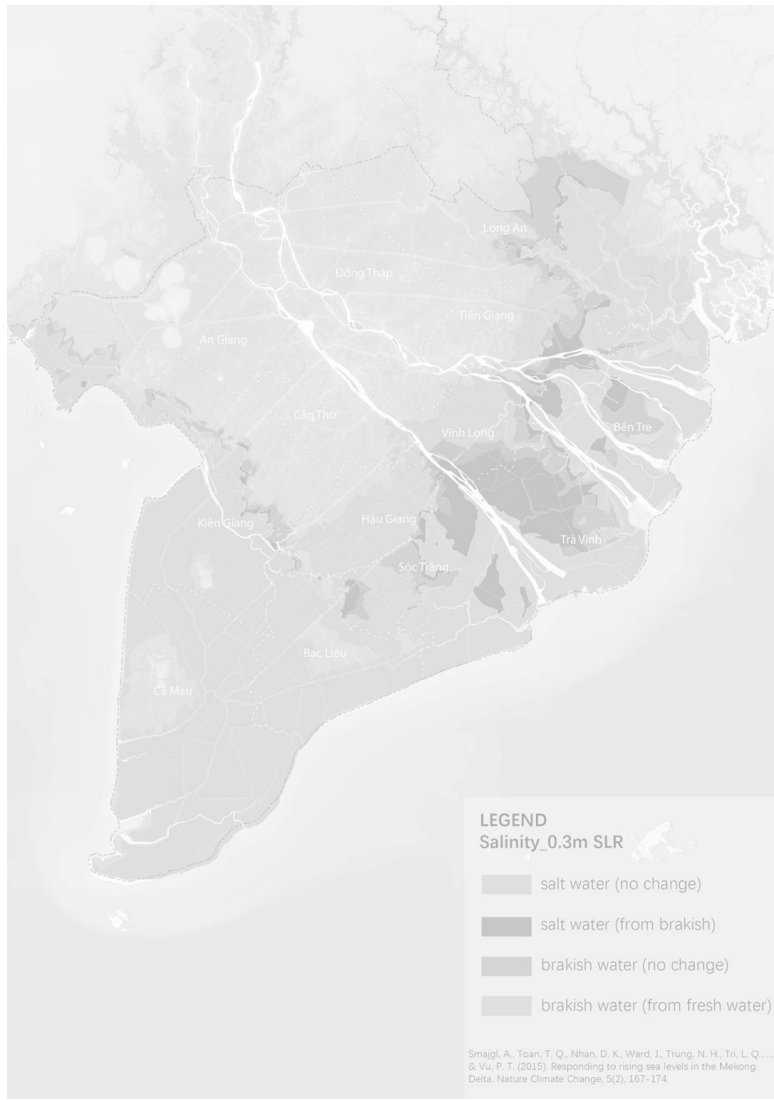 Long An
Đồng Tháp
Tiền Giang
An Giang
Cần Thơ
Vĩnh Long
Bến Tre
Kiên Giang
Hậu Giang
Trà Vinh
Sóc Trăng
Bạc Liêu
Cà Mau
LEGEND
Salinity_0.3m SLR
salt water (no change)
salt water (from brakish)
brakish water (no change)
brakish water (from fresh water)
Smajgl, A., Toan, T. Q., Nhan, D. K., Ward, J., Trung, N. H., Tri, L. Q., ...
& Vu, P. T. (2015). Responding to rising sea levels in the Mekong
Delta. Nature Climate Change, 5(2), 167-174.